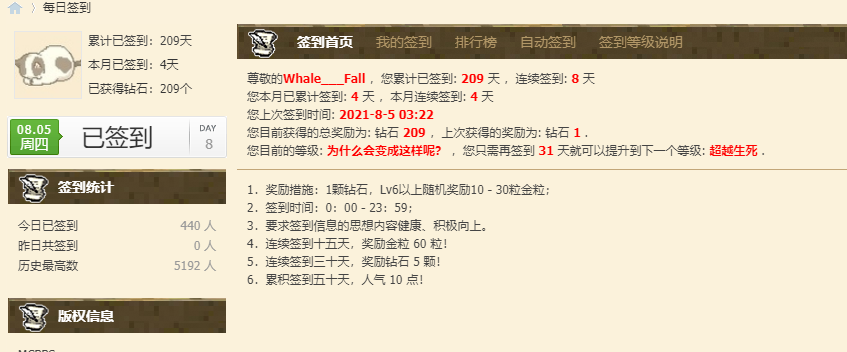 〉 每日签到
累计已签到：209天
本月已签到：4天
已获得钻石：209个
08.05
周四
已签到
DAY
8
签到统计
今日已签到 440 人
昨日共签到 0 人
历史最高数 5192 人
版权信息
签到首页 我的签到 排行榜 自动签到 签到等级说明
尊敬的Whale___Fall ，您累计已签到: 209 天 ，连续签到: 8 天
您本月已累计签到: 4 天 ，本月连续签到: 4 天
您上次签到时间: 2021-8-5 03:22
您目前获得的总奖励为: 钻石 209 ，上次获得的奖励为: 钻石 1 .
您目前的等级: 为什么会变成这样呢? ，您只需再签到 31 天就可以提升到下一个等级: 超越生死 .
1. 奖励措施：1颗钻石，Lv6以上随机奖励10 - 30粒金粒；
2. 签到时间：0：00 - 23：59；
3. 要求签到信息的思想内容健康、积极向上。
4. 连续签到十五天，奖励金粒 60 粒！
5. 连续签到三十天，奖励钻石 5 颗！
6. 累积签到五十天，人气 10 点！